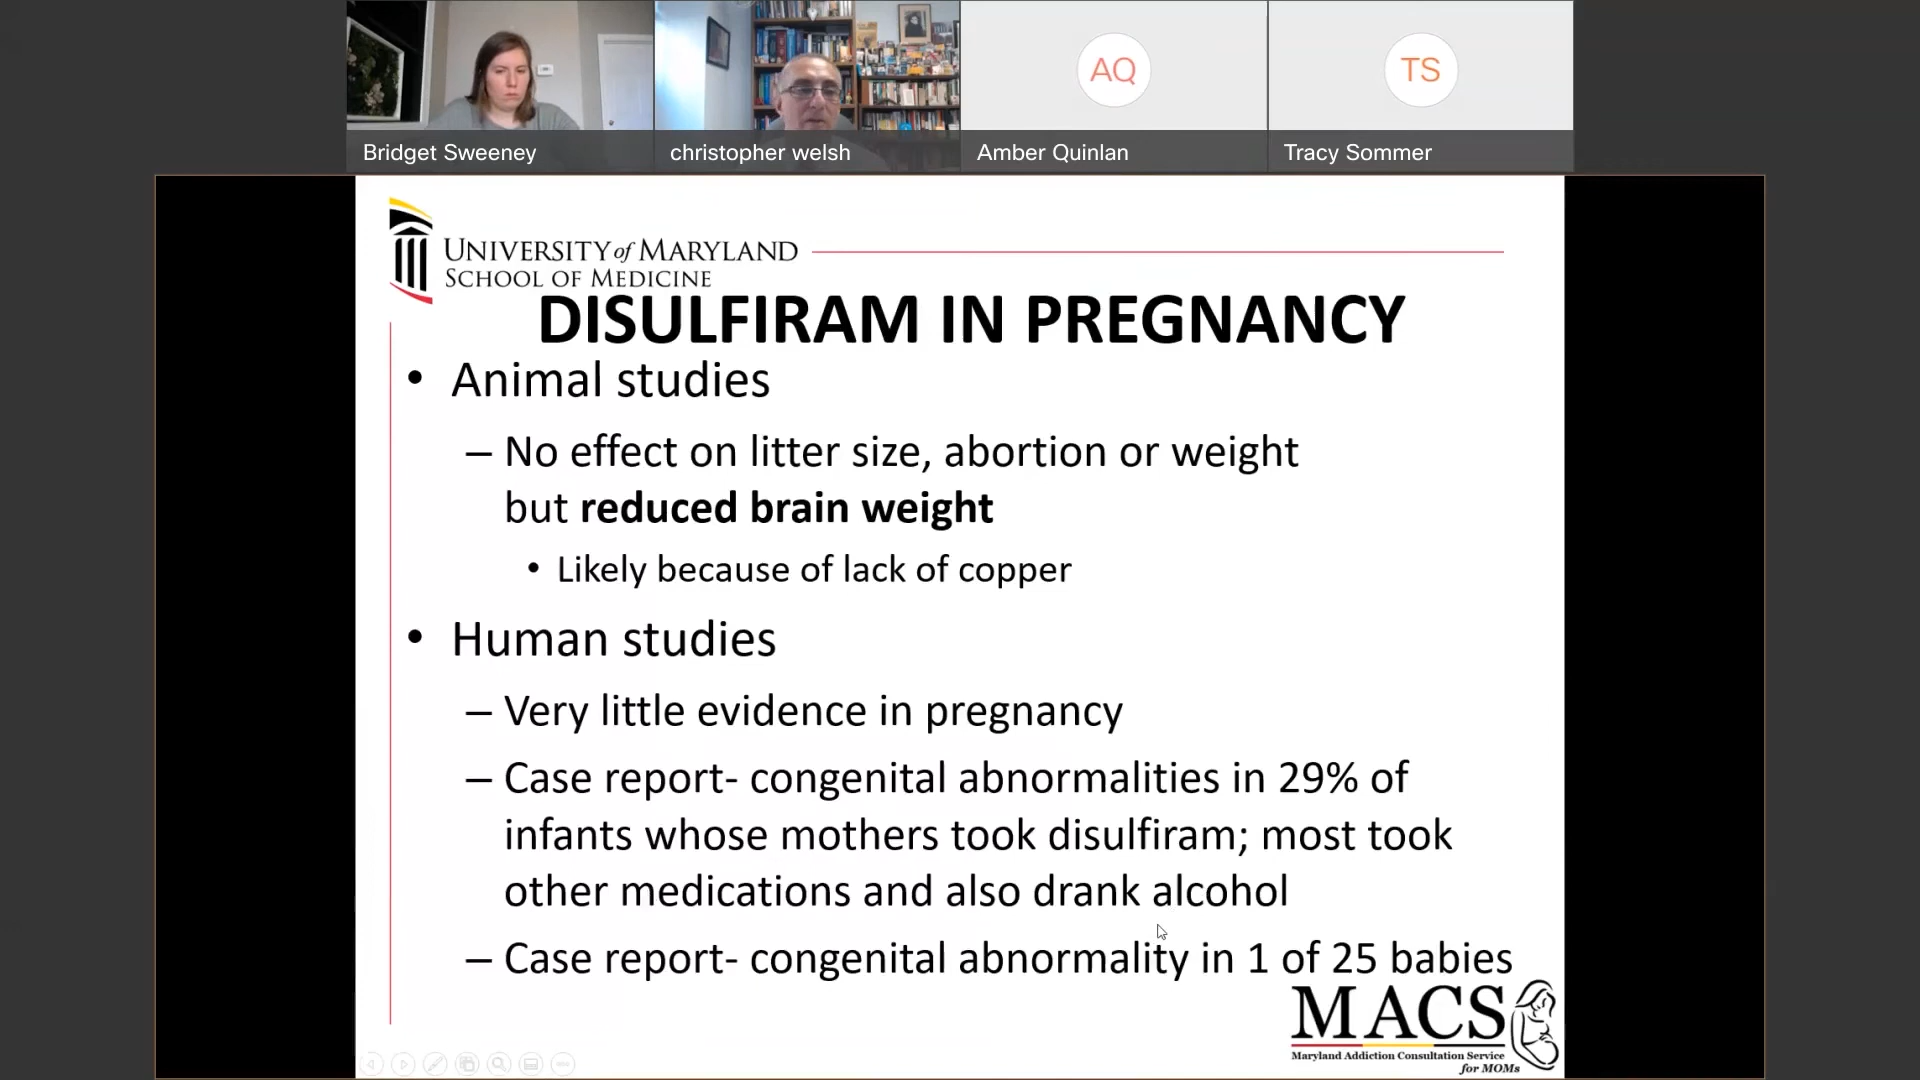 AQ
TS
Bridget Sweeney
christopher welsh
Amber Quinlan
Tracy Sommer
UNIVERSITY of MARYLAND
SCHOOL OF MEDICINE
DISULFIRAM IN PREGNANCY
• Animal studies
– No effect on litter size, abortion or weight
but reduced brain weight
• Likely because of lack of copper
• Human studies
– Very little evidence in pregnancy
– Case report- congenital abnormalities in 29% of
infants whose mothers took disulfiram; most took
other medications and also drank alcohol
– Case report- congenital abnormality in 1 of 25 babies
MACS
Maryland Addiction Consultation Service
for MOMs